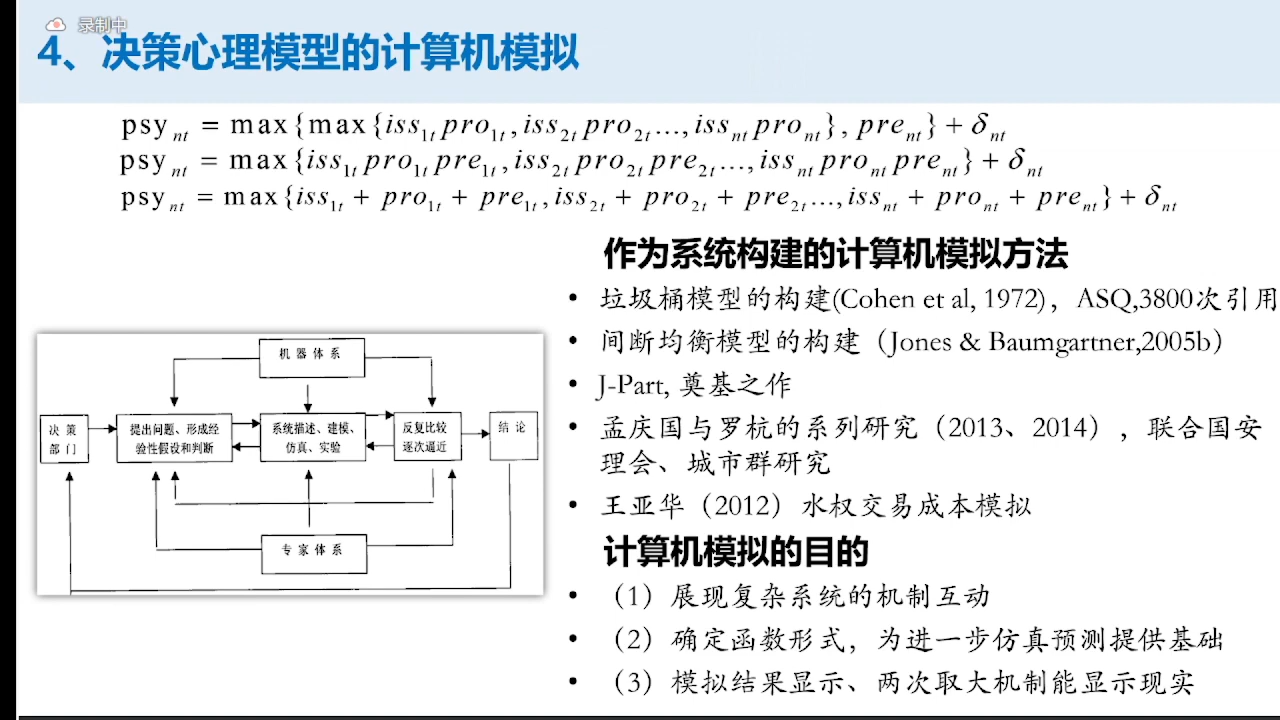 录制中
4、决策心理模型的计算机模拟
psy_nt = max{max{iss_1t pro_1t, iss_2t pro_2t ..., iss_nt pro_nt}, pre_nt} + δ_nt
psy_nt = max{iss_1t pro_1t pre_1t, iss_2t pro_2t pre_2t ..., iss_nt pro_nt pre_nt} + δ_nt
psy_nt = max{iss_1t + pro_1t + pre_1t, iss_2t + pro_2t + pre_2t ..., iss_nt + pro_nt + pre_nt} + δ_nt
机器体系
决策
部门
提出问题、形成经
验性假设和判断
系统描述、建模、
仿真、实验
反复比较
逐次逼近
结论
专家体系
作为系统构建的计算机模拟方法
• 垃圾桶模型的构建(Cohen et al, 1972)，ASQ,3800次引用
• 间断均衡模型的构建（Jones & Baumgartner,2005b）
• J-Part, 奠基之作
• 孟庆国与罗杭的系列研究（2013、2014），联合国安
理会、城市群研究
• 王亚华（2012）水权交易成本模拟
计算机模拟的目的
• （1）展现复杂系统的机制互动
• （2）确定函数形式，为进一步仿真预测提供基础
• （3）模拟结果显示、两次取大机制能显示现实